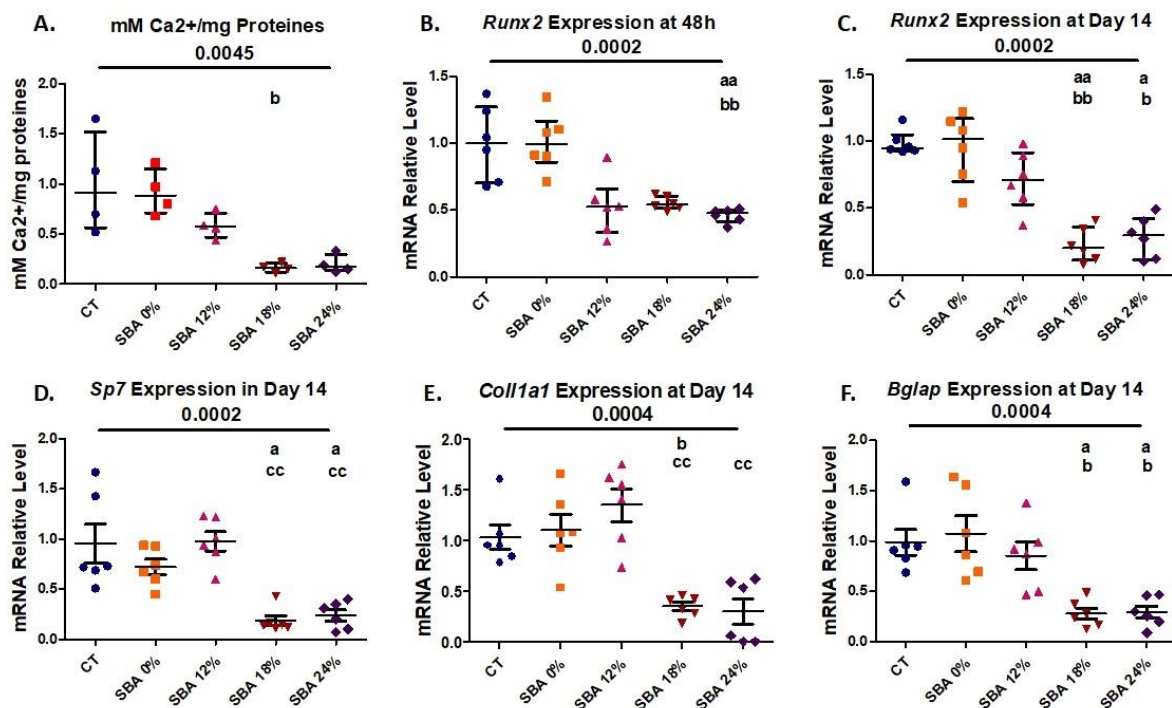 A. mM Ca2+/mg Proteines
0.0045
mM Ca2+/mg proteines
2.0
1.5
1.0
0.5
0.0
b
CT
SBA 0%
SBA 12%
SBA 18%
SBA 24%
B. Runx2 Expression at 48h
0.0002
mRNA Relative Level
1.5
1.0
0.5
0.0
aa
bb
CT
SBA 0%
SBA 12%
SBA 18%
SBA 24%
C. Runx2 Expression at Day 14
0.0002
mRNA Relative Level
1.5
1.0
0.5
0.0
aa
bb
a
b
CT
SBA 0%
SBA 12%
SBA 18%
SBA 24%
D. Sp7 Expression in Day 14
0.0002
mRNA Relative Level
2.0
1.5
1.0
0.5
0.0
a
cc
a
cc
CT
SBA 0%
SBA 12%
SBA 18%
SBA 24%
E. Coll1a1 Expression at Day 14
0.0004
mRNA Relative Level
2.0
1.5
1.0
0.5
0.0
b
cc
cc
CT
SBA 0%
SBA 12%
SBA 18%
SBA 24%
F. Bglap Expression at Day 14
0.0004
mRNA Relative Level
2.0
1.5
1.0
0.5
0.0
a
b
a
b
CT
SBA 0%
SBA 12%
SBA 18%
SBA 24%